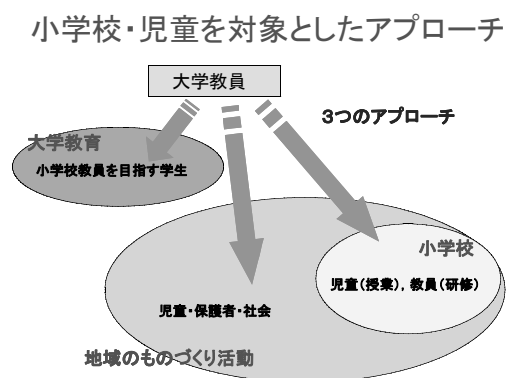 小学校・児童を対象としたアプローチ
大学教員
３つのアプローチ
大学教育
小学校教員を目指す学生
小学校
児童（授業），教員（研修）
児童・保護者・社会
地域のものづくり活動